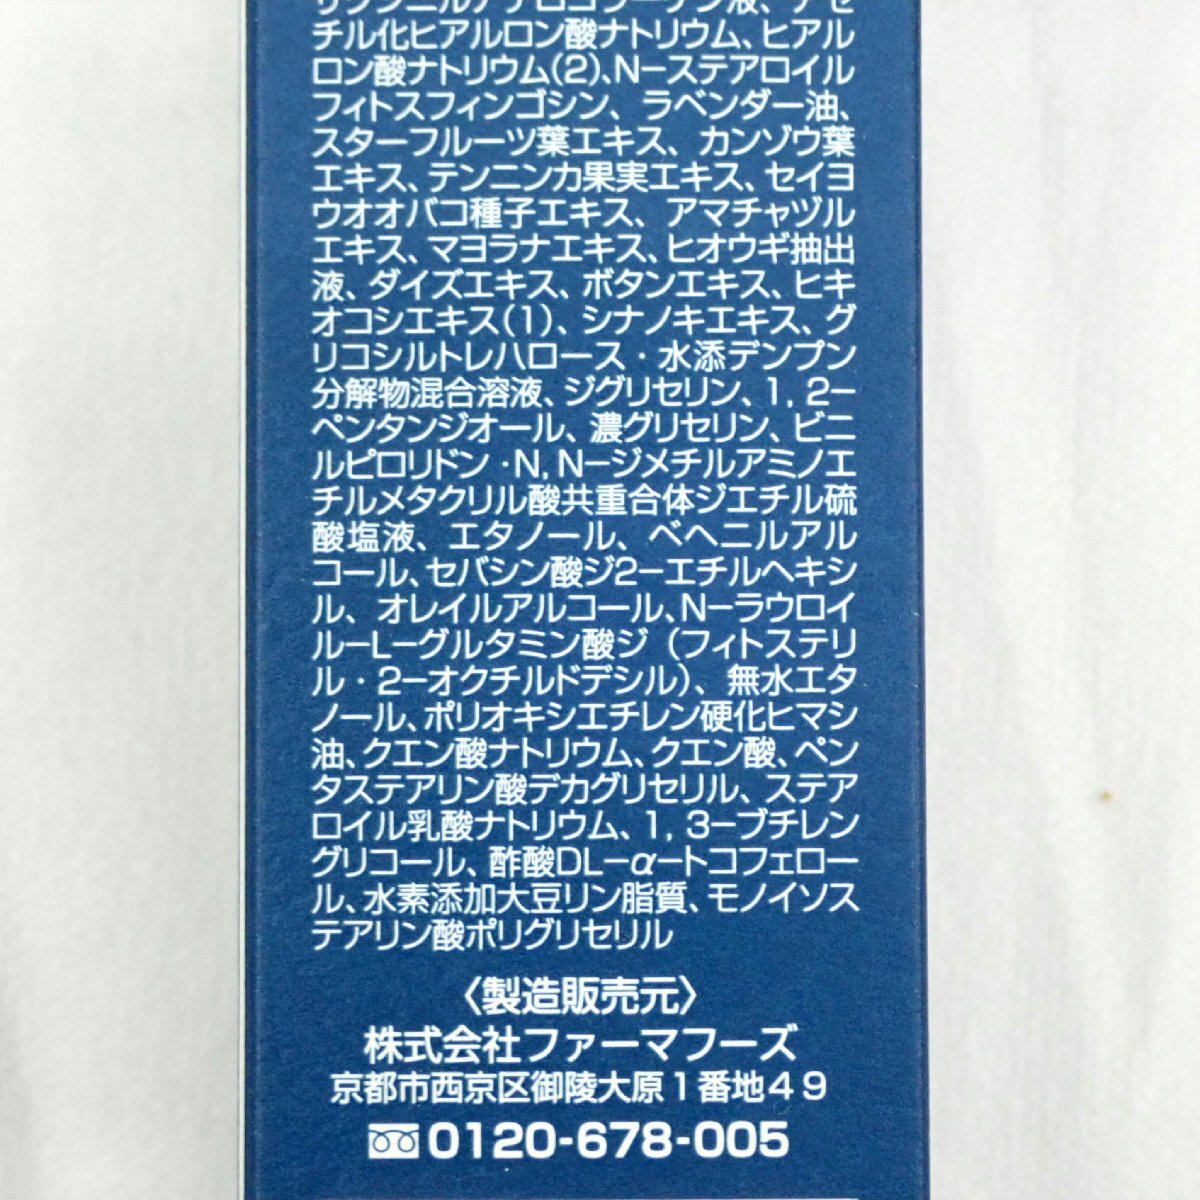 チル化ヒアルロン酸ナトリウム、ヒアル
ロン酸ナトリウム(2)、N−ステアロイル
フィトスフィンゴシン、ラベンダー油、
スターフルーツ葉エキス、カンゾウ葉
エキス、テンニンカ果実エキス、セイヨ
ウオオバコ種子エキス、アマチャヅル
エキス、マヨラナエキス、ヒオウギ抽出
液、ダイズエキス、ボタンエキス、ヒキ
オコシエキス(1)、シナノキエキス、グ
リコシルトレハロース・水添デンプン
分解物混合溶液、ジグリセリン、1,2−
ペンタンジオール、濃グリセリン、ビニ
ルピロリドン・N,N−ジメチルアミノエ
チルメタクリル酸共重合体ジエチル硫
酸塩液、エタノール、ベヘニルアル
コール、セバシン酸ジ2−エチルヘキシ
ル、オレイルアルコール、N−ラウロイ
ル−L−グルタミン酸ジ(フィトステリ
ル・2−オクチルドデシル)、無水エタ
ノール、ポリオキシエチレン硬化ヒマシ
油、クエン酸ナトリウム、クエン酸、ペン
タステアリン酸デカグリセリル、ステア
ロイル乳酸ナトリウム、1,3−ブチレン
グリコール、酢酸DL−α−トコフェロー
ル、水素添加大豆リン脂質、モノイソス
テアリン酸ポリグリセリル
〈製造販売元〉
株式会社ファーマフーズ
京都市西京区御陵大原1番地49
0120-678-005